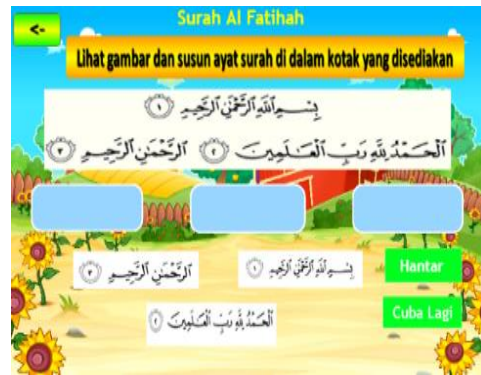 <-
Surah Al Fatihah
Lihat gambar dan susun ayat surah di dalam kotak yang disediakan
بِسْمِ ٱللَّهِ ٱلرَّحْمَٰنِ ٱلرَّحِيمِ ١
ٱلْحَمْدُ لِلَّهِ رَبِّ ٱلْعَٰلَمِينَ ٢ ٱلرَّحْمَٰنِ ٱلرَّحِيمِ ٣
ٱلرَّحْمَٰنِ ٱلرَّحِيمِ ٣
بِسْمِ ٱللَّهِ ٱلرَّحْمَٰنِ ٱلرَّحِيمِ ١
Hantar
ٱلْحَمْدُ لِلَّهِ رَبِّ ٱلْعَٰلَمِينَ ٢
Cuba Lagi